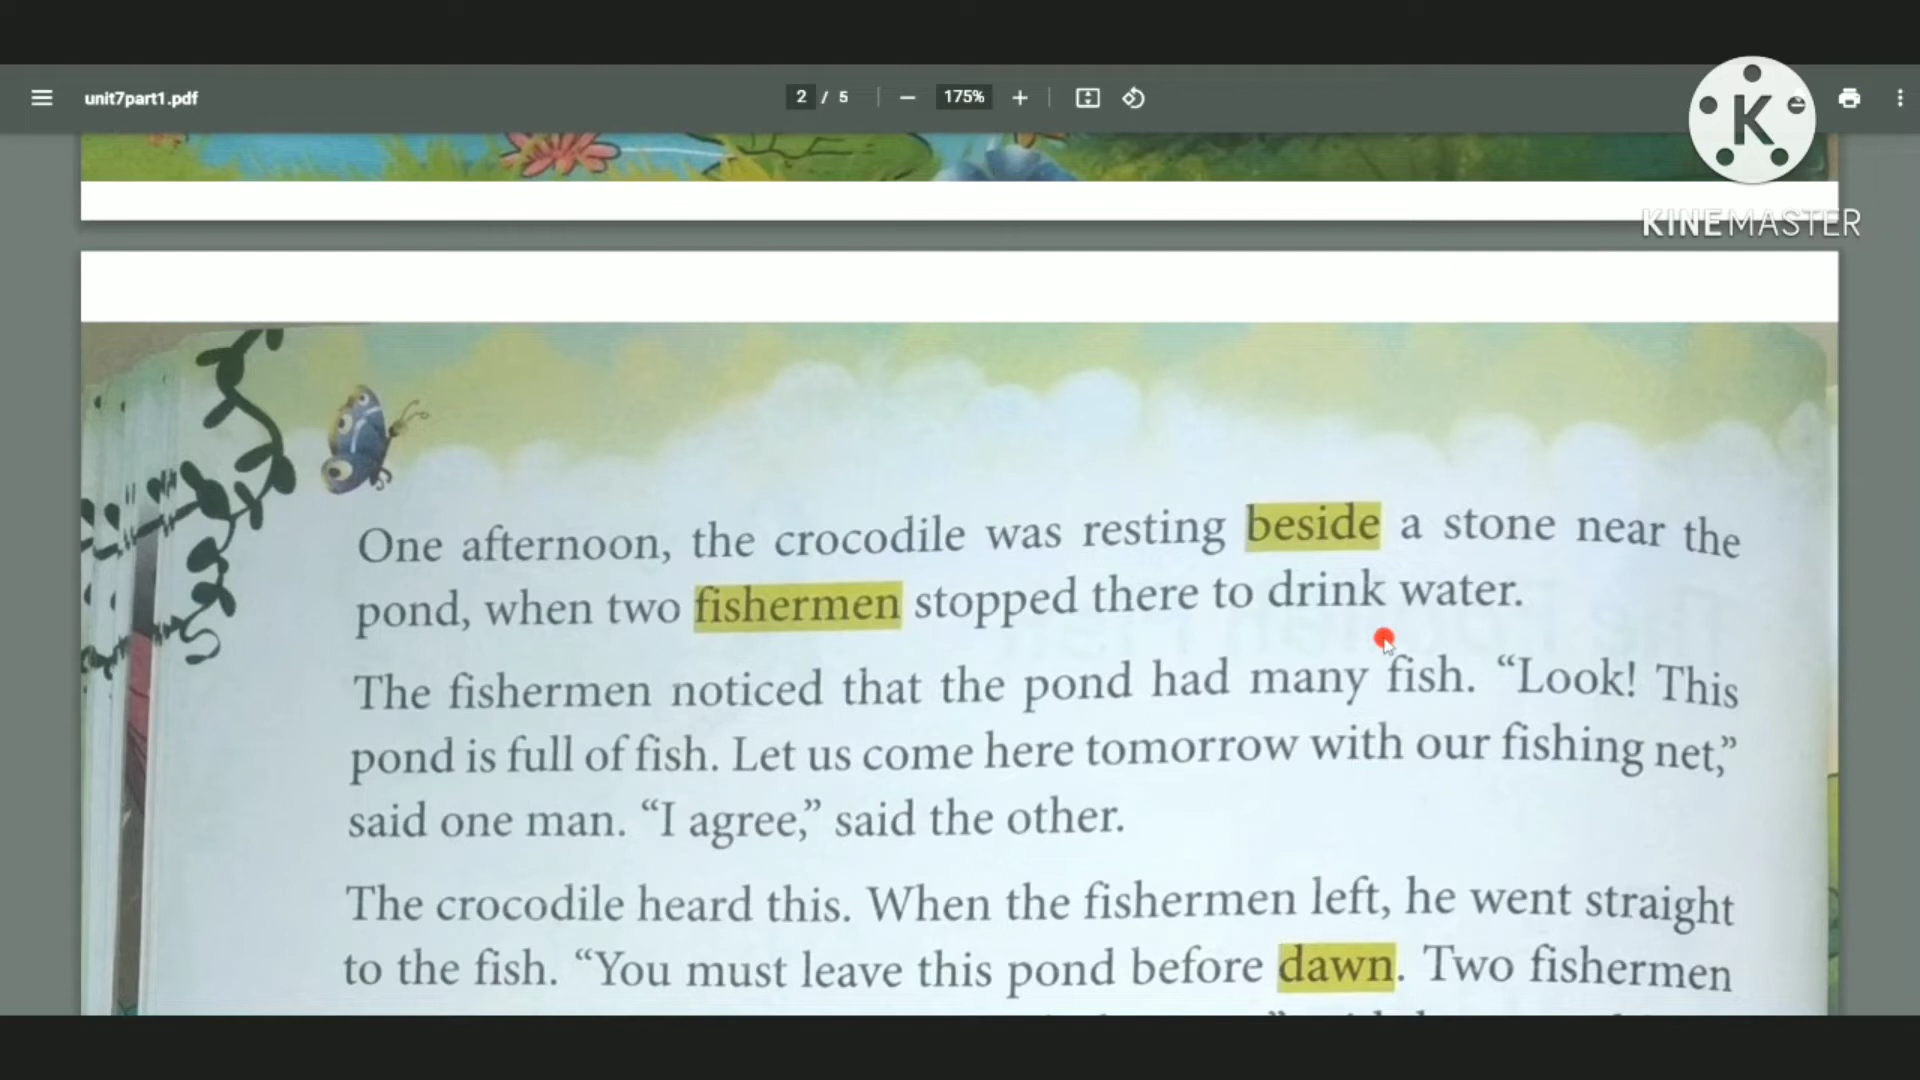 unit7part1.pdf
2 / 5
175%
K
KINEMASTER
One afternoon, the crocodile was resting beside a stone near the
pond, when two fishermen stopped there to drink water.
The fishermen noticed that the pond had many fish. “Look! This
pond is full of fish. Let us come here tomorrow with our fishing net,”
said one man. “I agree,” said the other.
The crocodile heard this. When the fishermen left, he went straight
to the fish. “You must leave this pond before dawn. Two fishermen